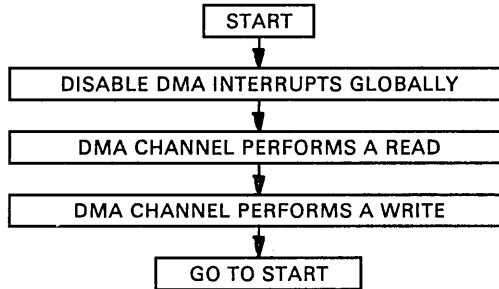 START
DISABLE DMA INTERRUPTS GLOBALLY
DMA CHANNEL PERFORMS A READ
DMA CHANNEL PERFORMS A WRITE
GO TO START